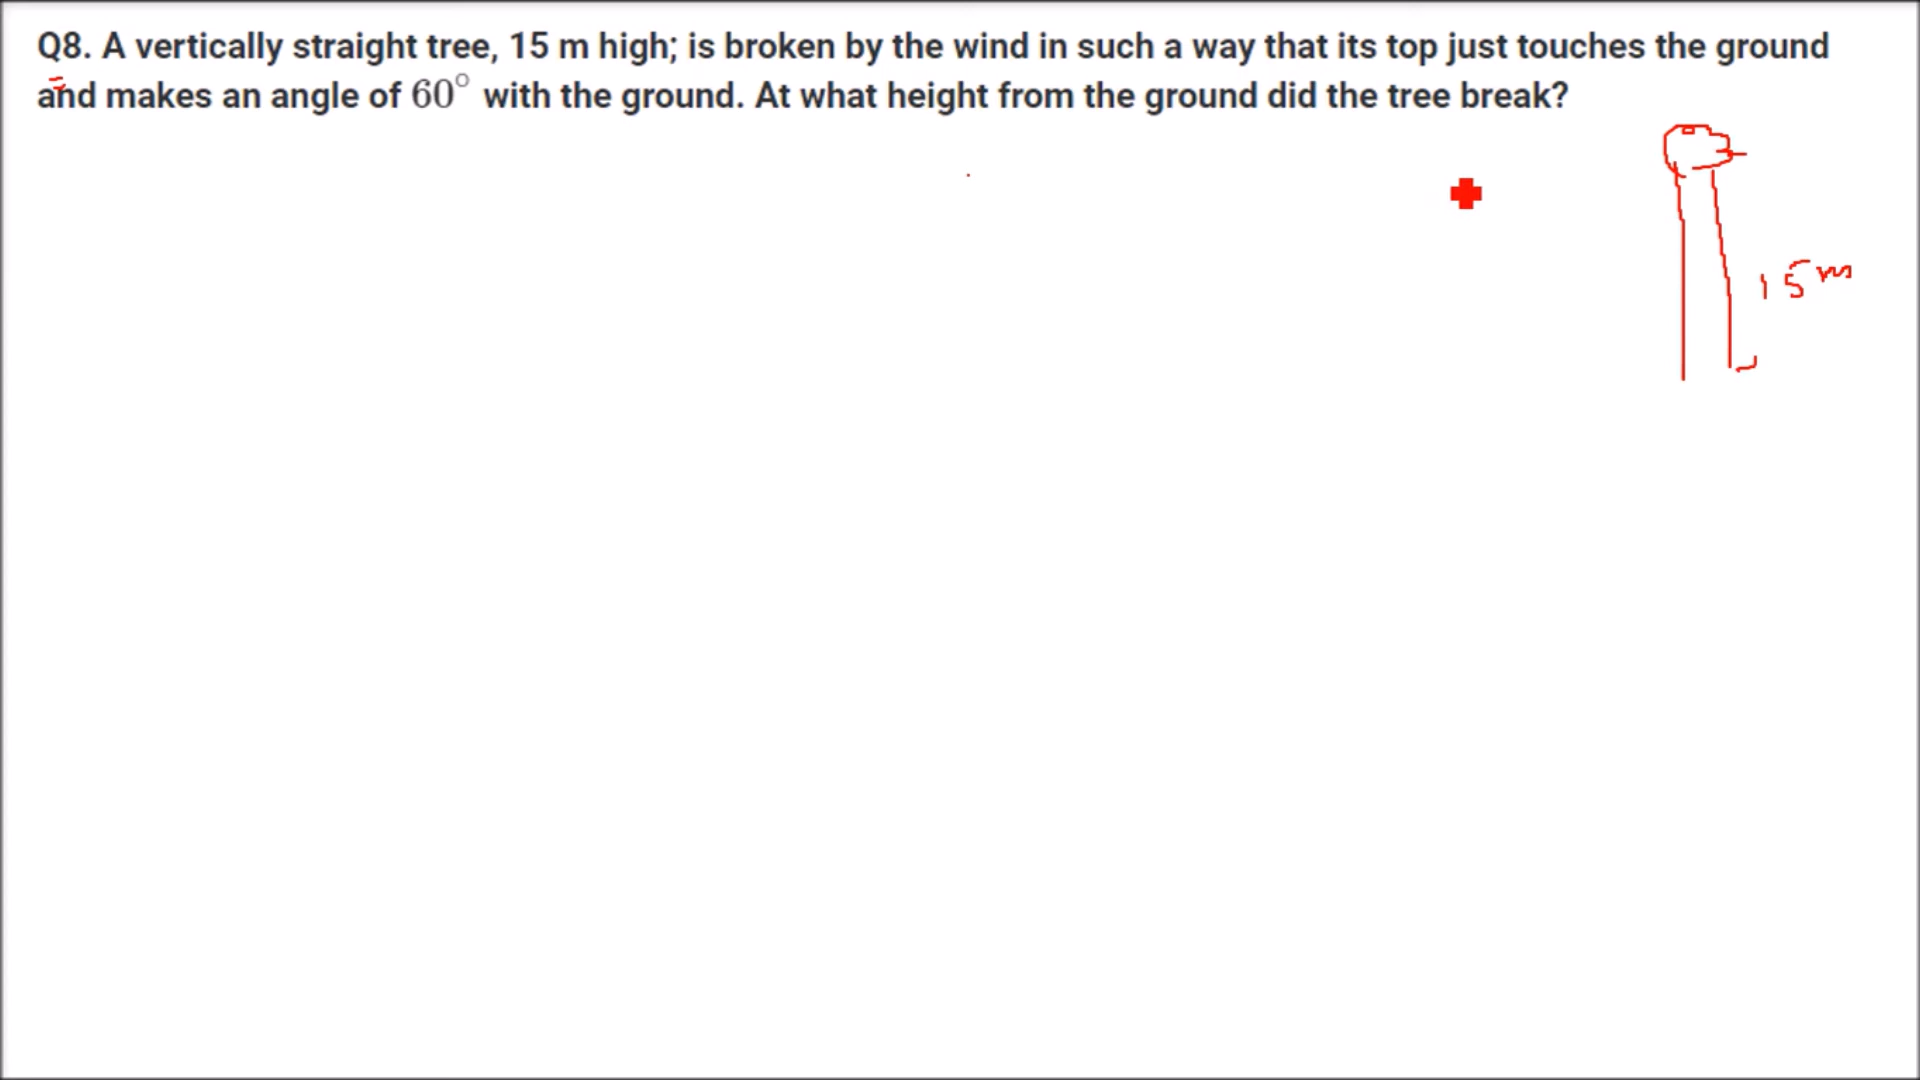 Q8. A vertically straight tree, 15 m high; is broken by the wind in such a way that its top just touches the ground
and makes an angle of 60° with the ground. At what height from the ground did the tree break?
15m